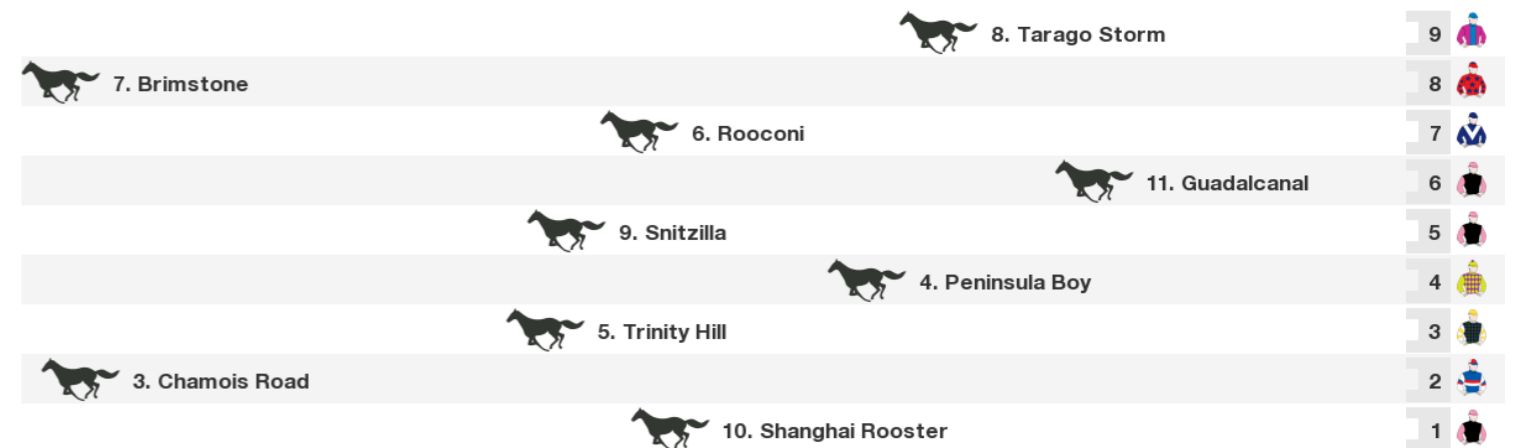 8. Tarago Storm 9
7. Brimstone 8
6. Rooconi 7
11. Guadalcanal 6
9. Snitzilla 5
4. Peninsula Boy 4
5. Trinity Hill 3
3. Chamois Road 2
10. Shanghai Rooster 1